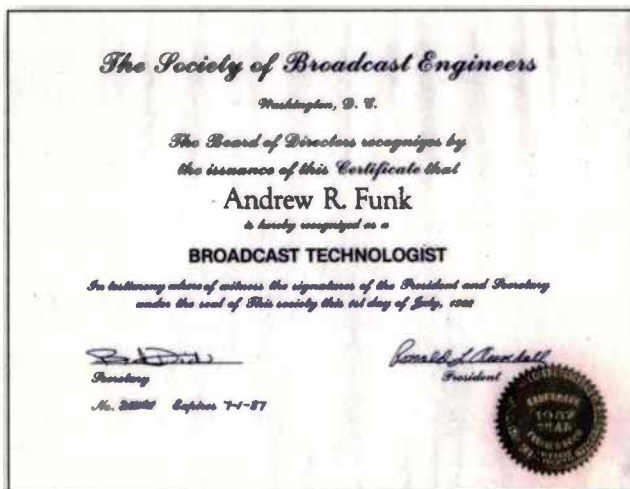 The Society of Broadcast Engineers
Washington, D. C.
The Board of Directors recognizes by
the issuance of this Certificate that
Andrew R. Funk
is hereby recognized as a
BROADCAST TECHNOLOGIST
In testimony whereof witness the signatures of the President and Secretary
under the seal of This society this 1st day of July, 1982
Secretary
President
No. Expires 7-1-87